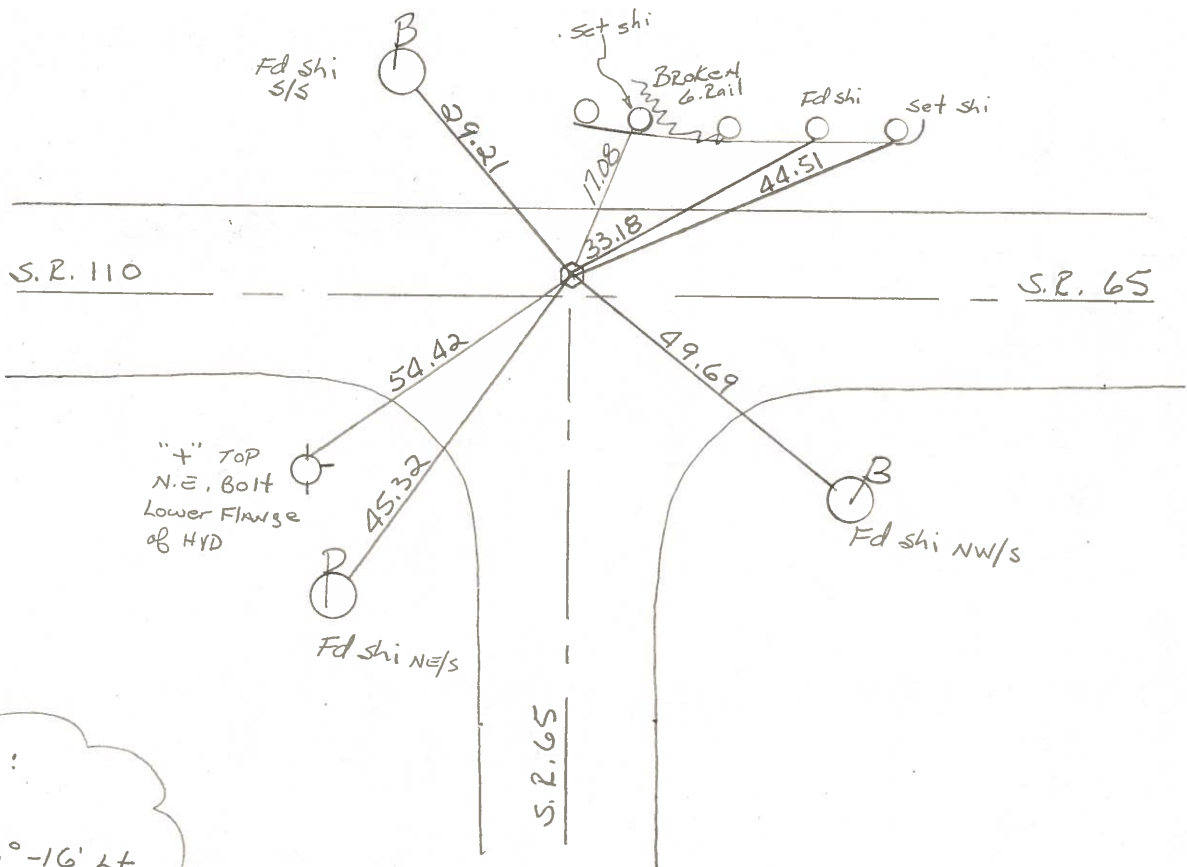 B
Fd shi
S/S
29.21
. Set shi
BROKEN
G. Rail
Fd shi
Set shi
17.08
33.18
44.51
S.R. 110
S.R. 65
54.42
49.69
"+" TOP
N.E. Bolt
Lower Flange
of HYD
45.32
B
Fd shi NW/S
Fd shi NE/S
S.R. 65
:
°-16' Lt